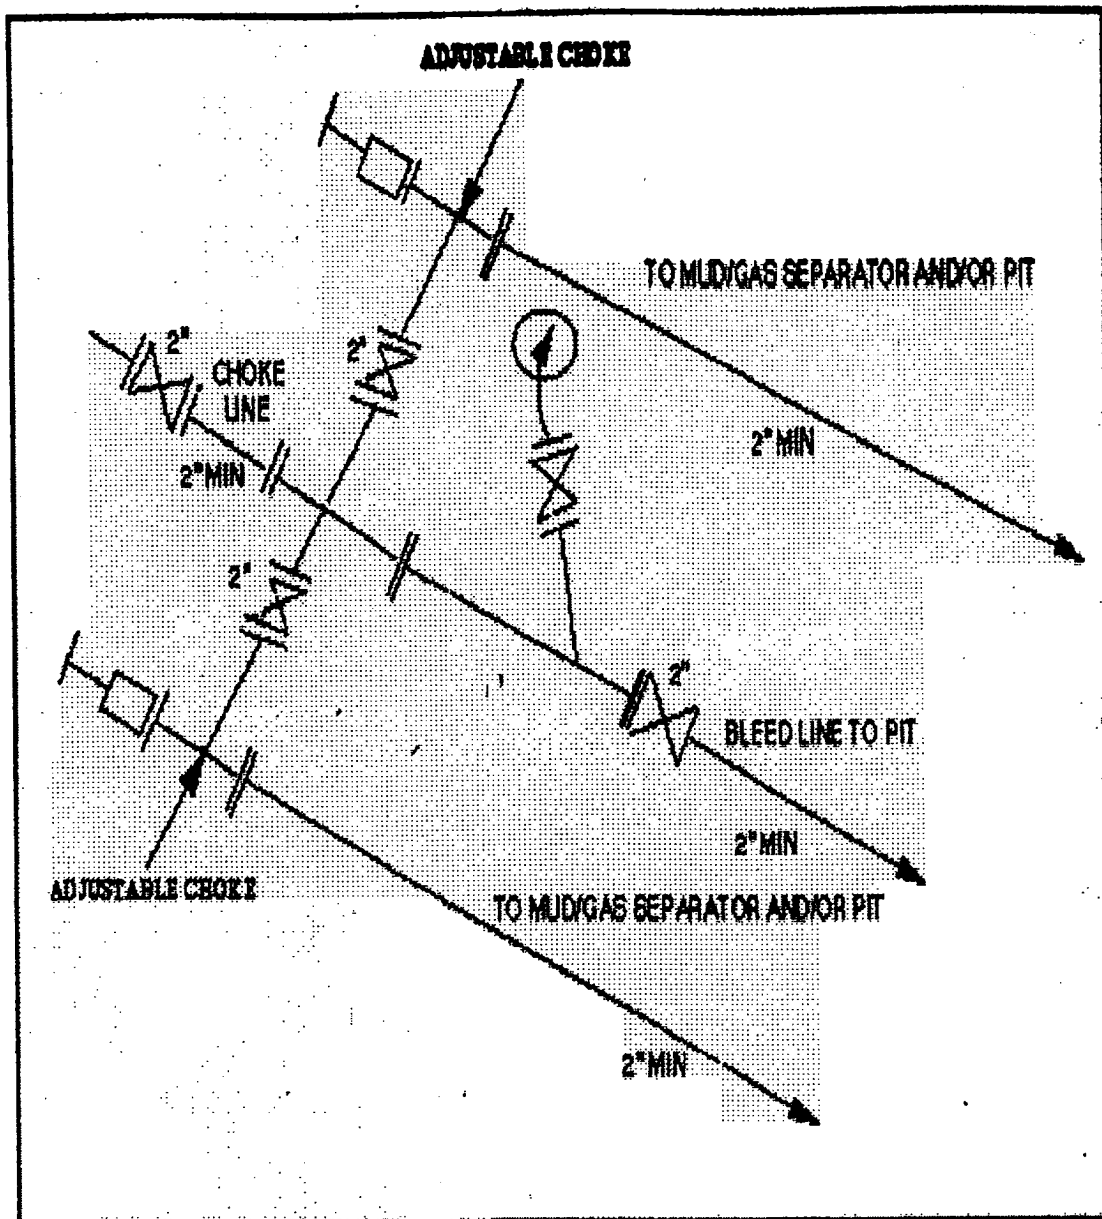 ADJUSTABLE CHOKE
TO MUD/GAS SEPARATOR AND/OR PIT
2"
2"
CHOKE
LINE
2" MIN
2" MIN
2"
2"
BLEED LINE TO PIT
2" MIN
ADJUSTABLE CHOKE
TO MUD/GAS SEPARATOR AND/OR PIT
2" MIN